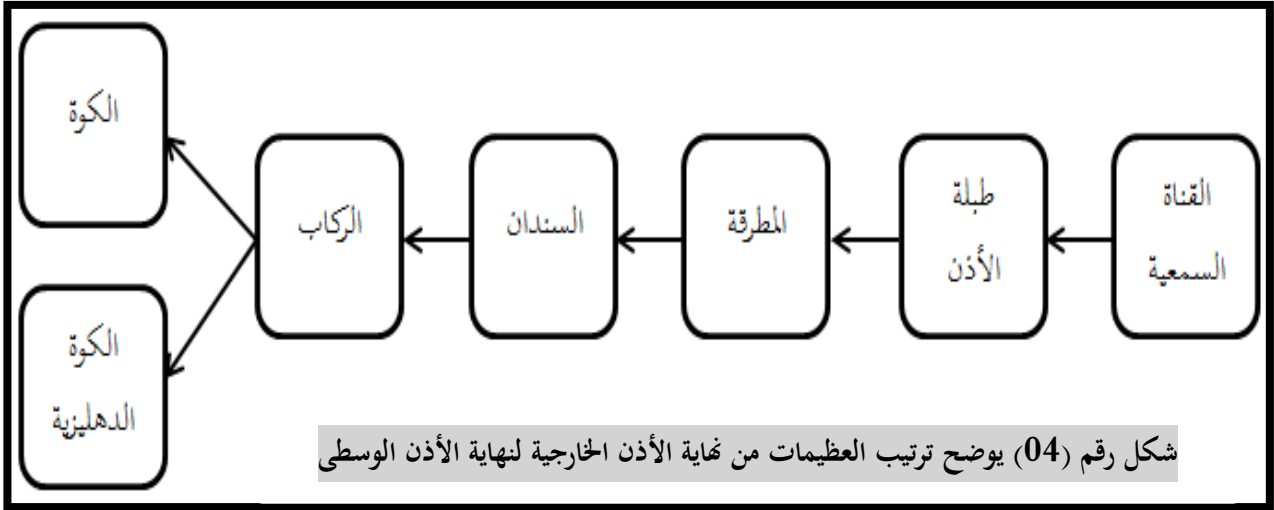 القناة
السمعية
طبلة
الأذن
المطرقة
السندان
الركاب
الكوة
الكوة
الدهليزية
شكل رقم (04) يوضح ترتيب العظيمات من نهاية الأذن الخارجية لنهاية الأذن الوسطى